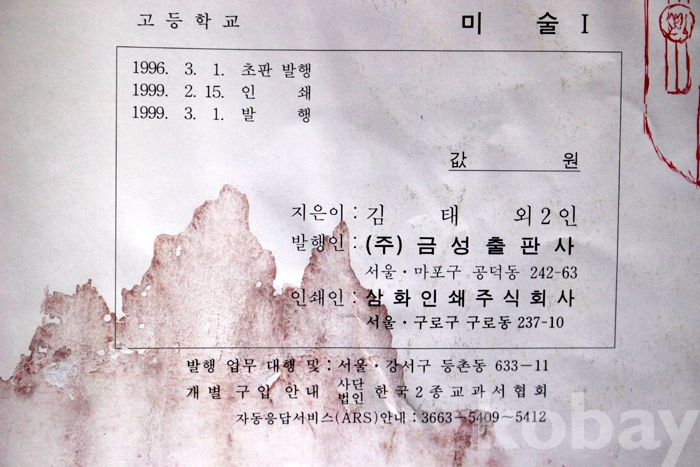 고등학교 미술 I
1996. 3. 1. 초판 발행
1999. 2. 15. 인 쇄
1999. 3. 1. 발 행
값 원
지은이 : 김 태 외 2 인
발행인 : (주) 금성출판사
서울·마포구 공덕동 242-63
인쇄인 : 삼화인쇄주식회사
서울·구로구 구로동 237-10
발행 업무 대행 및 : 서울·강서구 등촌동 633-11
개별 구입 안내 사단법인 한국2종교과서협회
자동응답서비스(ARS)안내 : 3663-5409~5412
kobay